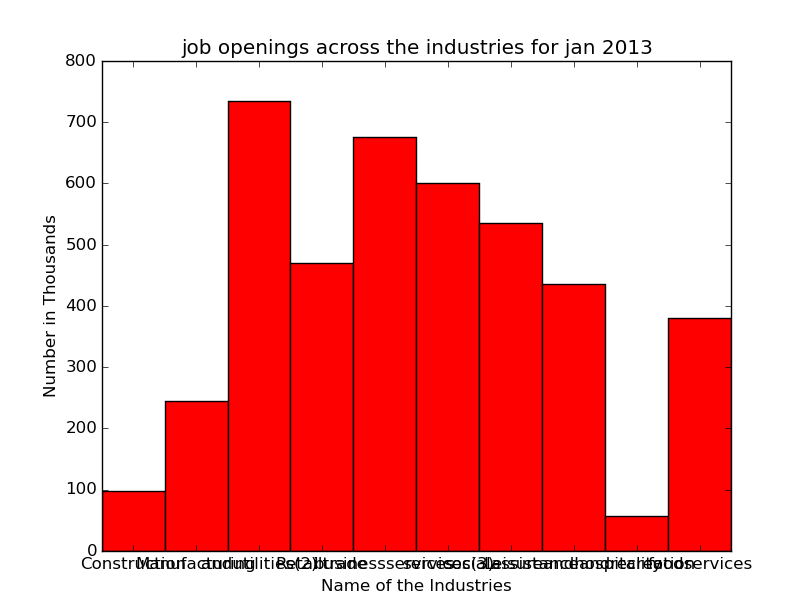 job openings across the industries for jan 2013
800
700
600
500
400
300
200
100
0
Number in Thousands
Construction Manufacturing
Name of the Industries